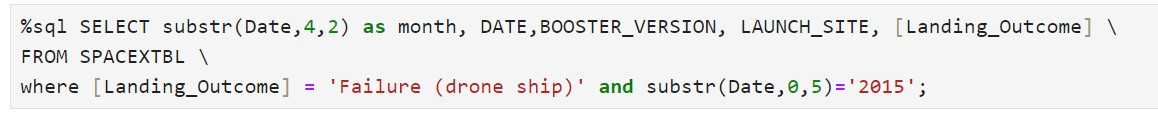 %sql SELECT substr(Date,4,2) as month, DATE,BOOSTER_VERSION, LAUNCH_SITE, [Landing_Outcome] \
FROM SPACEXTBL \
where [Landing_Outcome] = 'Failure (drone ship)' and substr(Date,0,5)='2015';